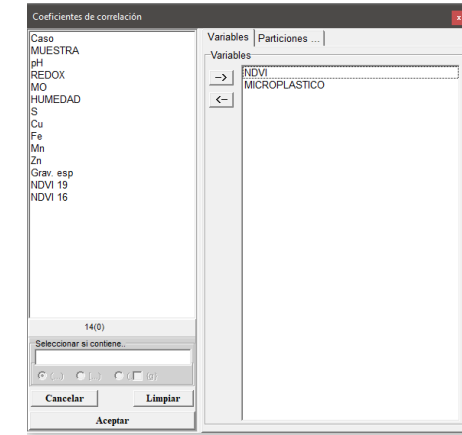 Coeficientes de correlación
x
Caso
MUESTRA
pH
REDOX
MO
HUMEDAD
S
Cu
Fe
Mn
Zn
Grav. esp
NDVI 19
NDVI 16
14(0)
Seleccionar si contiene..
Cancelar
Limpiar
Aceptar
Variables
Particiones ...
Variables
-->
<--
NDVI
MICROPLASTICO